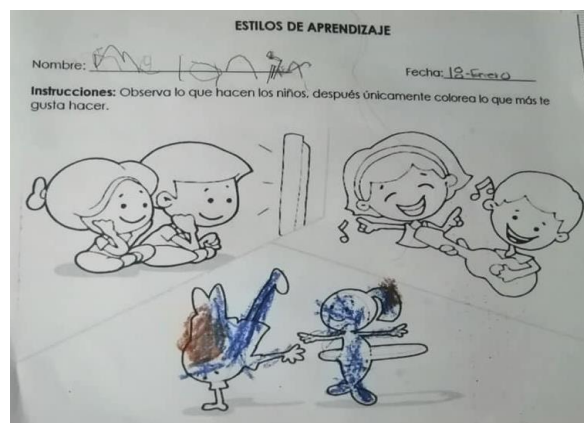 ESTILOS DE APRENDIZAJE
Nombre: Melania
Fecha: 18-Enero
Instrucciones: Observa lo que hacen los niños, después únicamente colorea lo que más te
gusta hacer.